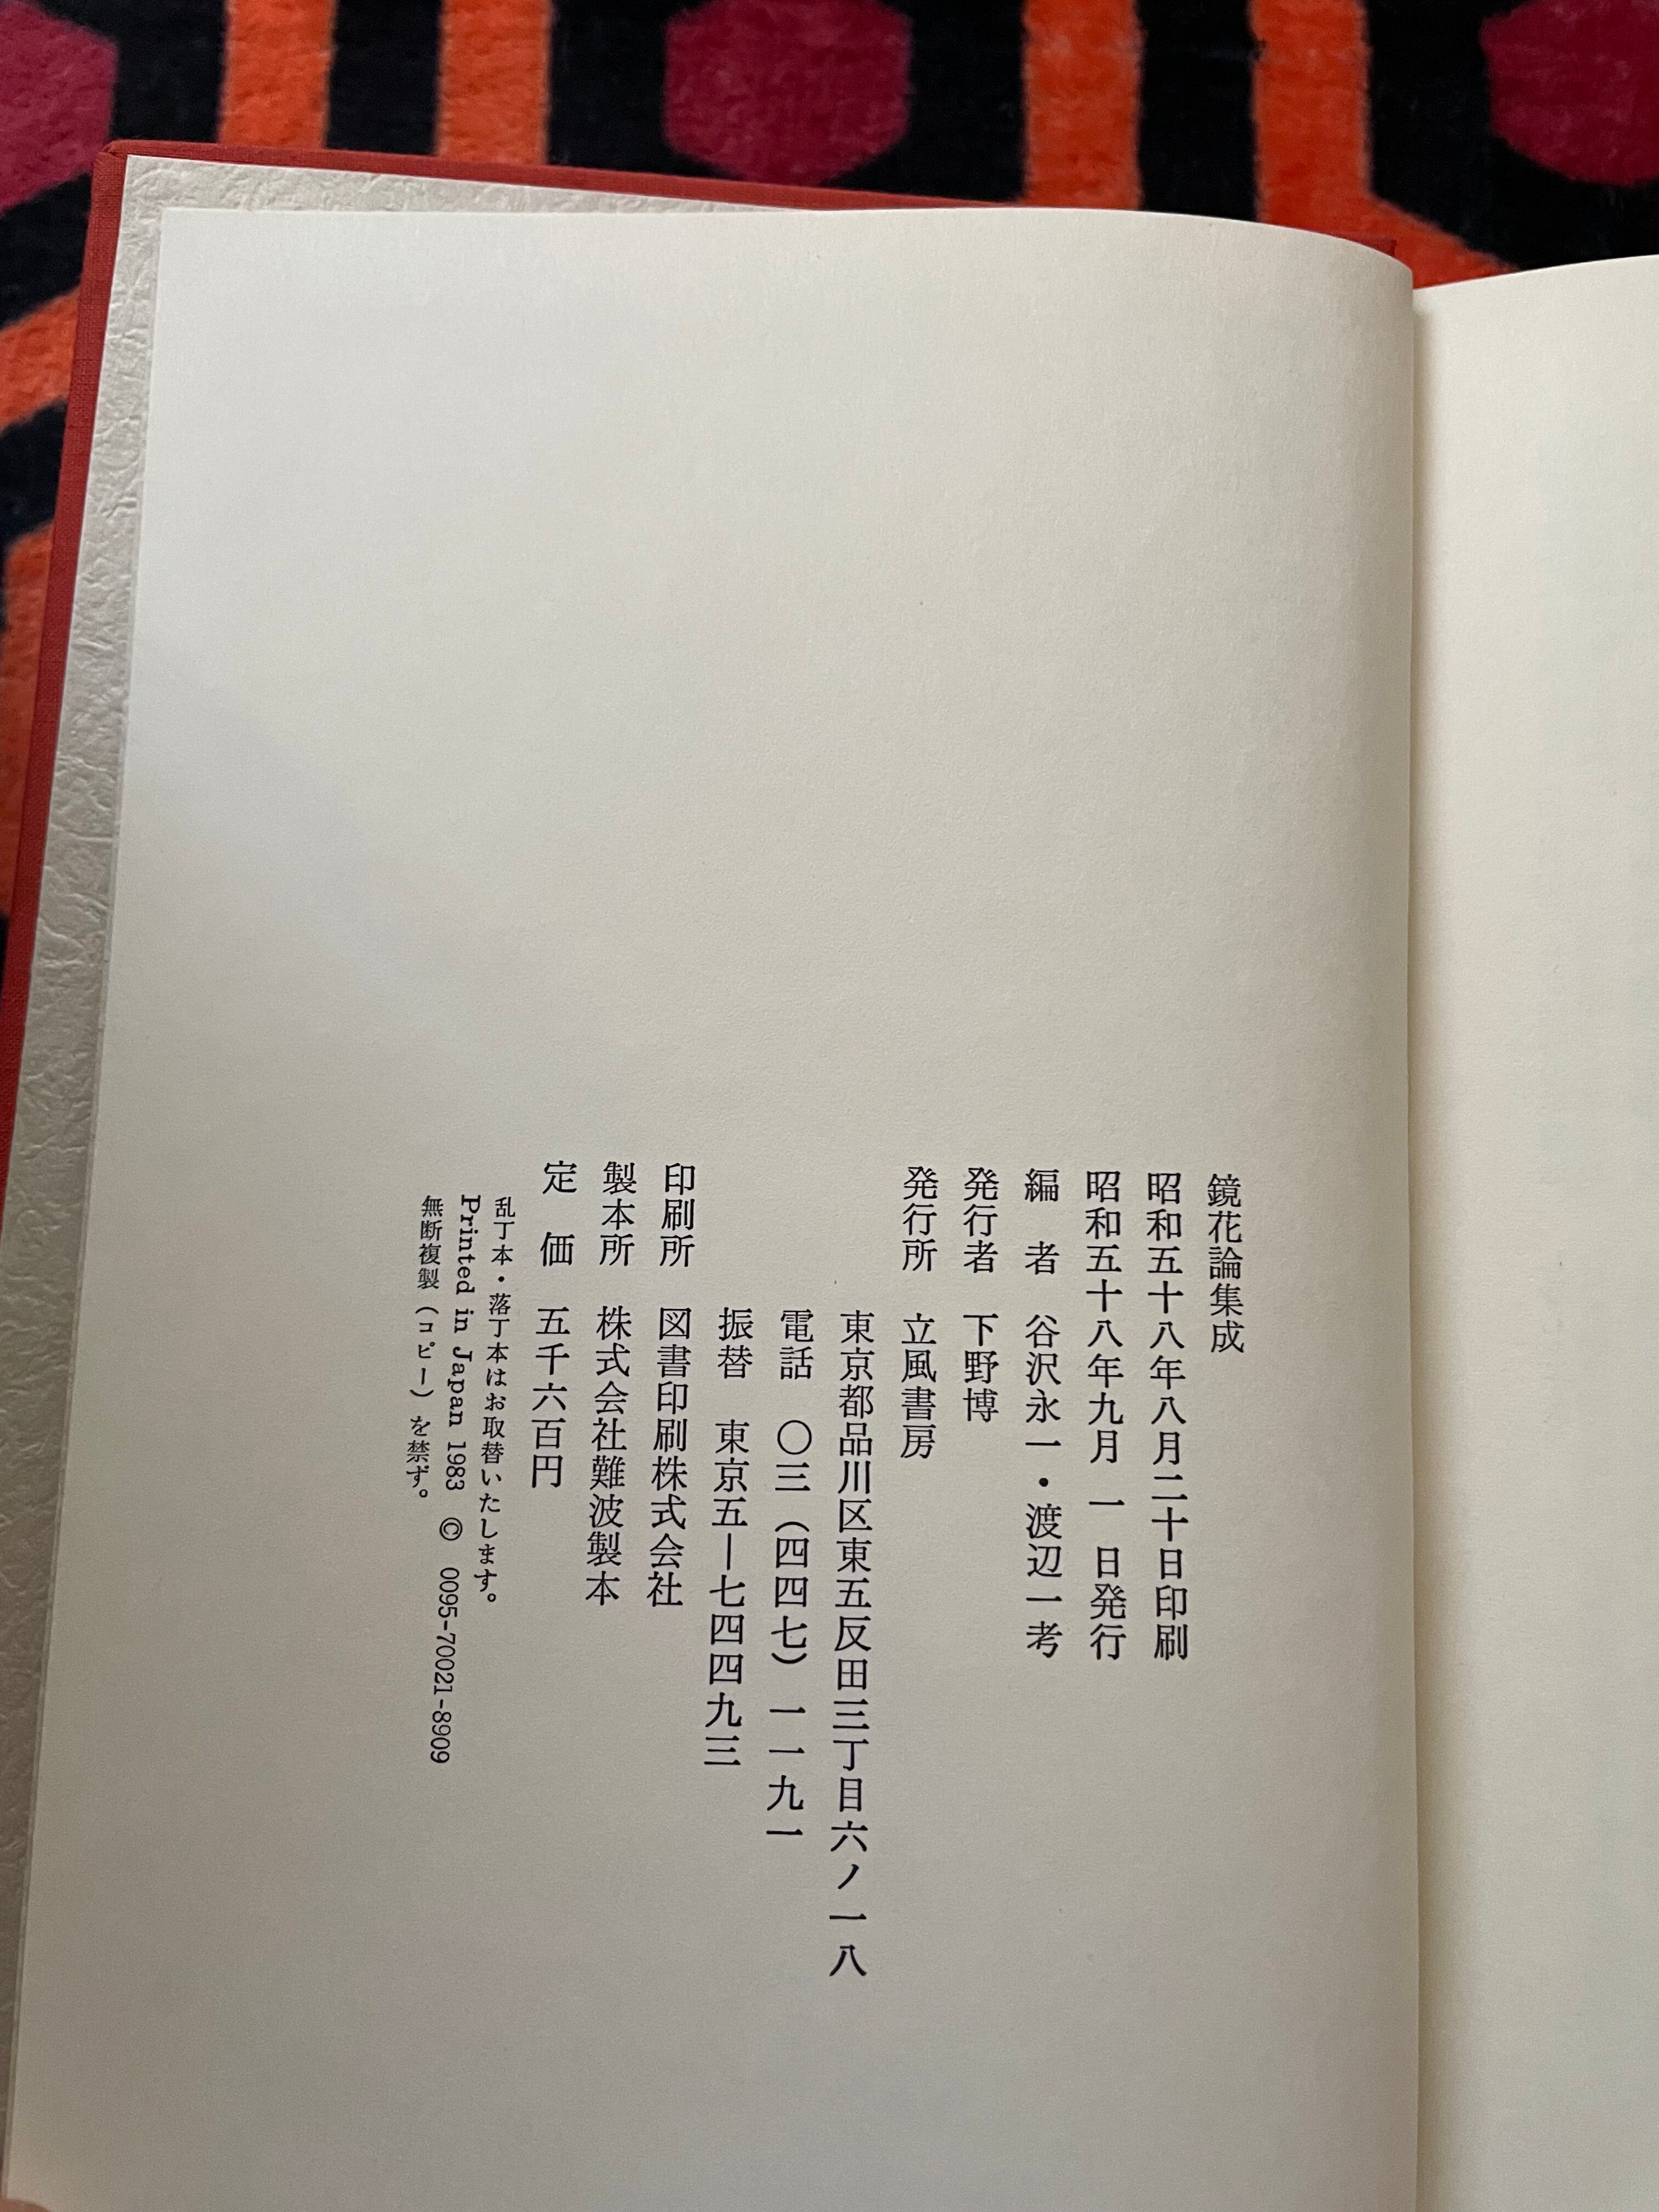 鏡花論集成
昭和五十八年八月二十日印刷
昭和五十八年九月 一 日発行
編 者 谷沢永一・渡辺一考
発行者 下野博
発行所 立風書房
東京都品川区東五反田三丁目六ノ一八
電話 〇三(四四七)一一九一
振替 東京五―七四四九三
印刷所 図書印刷株式会社
製本所 株式会社難波製本
定 価 五千六百円
乱丁本・落丁本はお取替いたします。
Printed in Japan 1983 © 0095-70021-8909
無断複製(コピー)を禁ず。